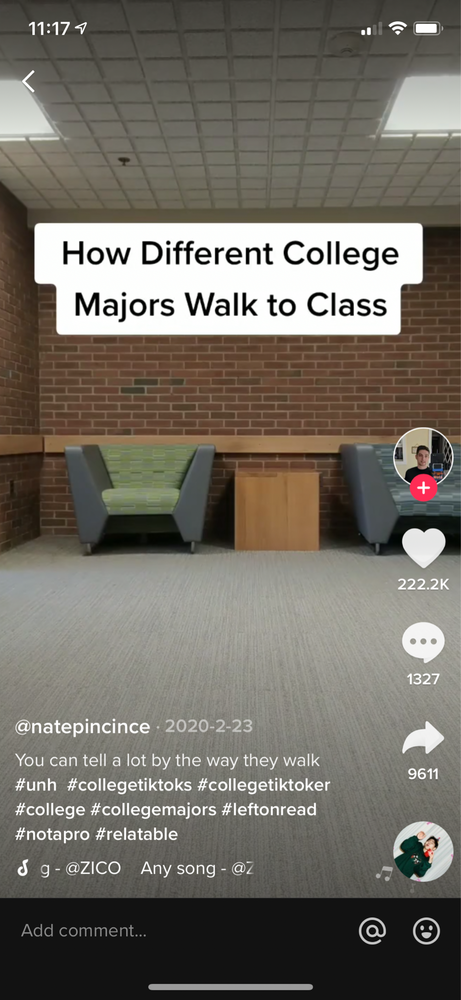 11:17
How Different College
Majors Walk to Class
222.2K
1327
9611
@natepincince · 2020-2-23
You can tell a lot by the way they walk
#unh #collegetiktoks #collegetiktoker
#college #collegemajors #leftonread
#notapro #relatable
g - @ZICO Any song - @Z
Add comment...